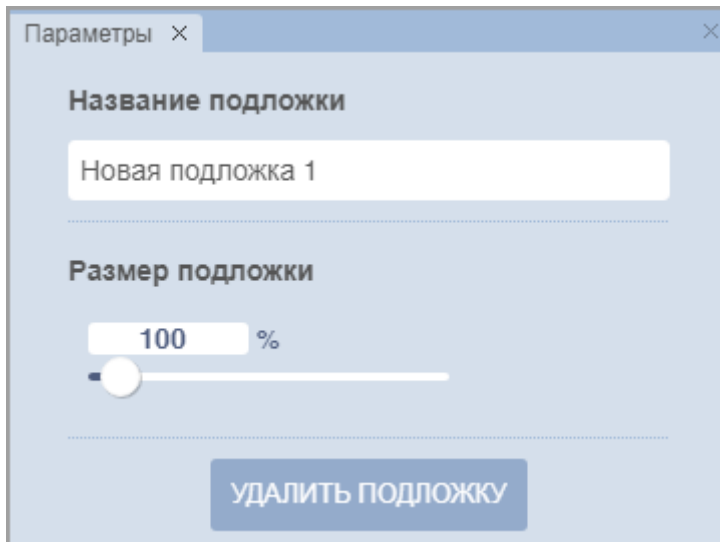 Параметры
Название подложки
Новая подложка 1
Размер подложки
100 %
УДАЛИТЬ ПОДЛОЖКУ